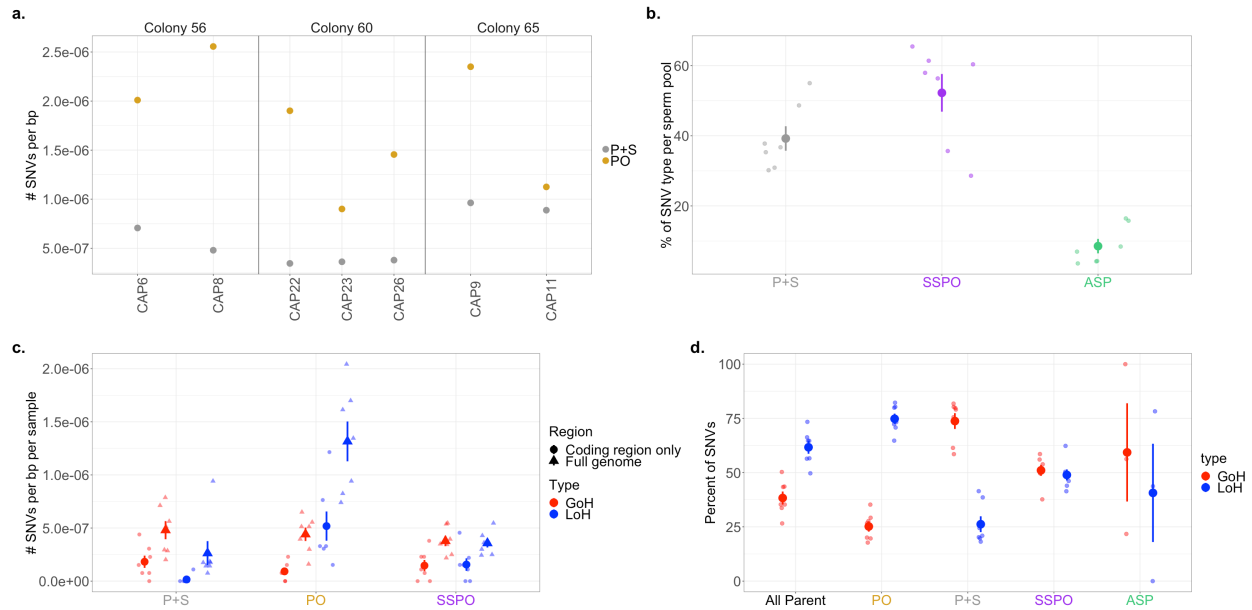 a.
Colony 56 Colony 60 Colony 65
# SNVs per bp
2.5e-06
2.0e-06
1.5e-06
1.0e-06
5.0e-07
CAP6 CAP8 CAP22 CAP23 CAP26 CAP9 CAP11
P+S
PO
b.
% of SNV type per sperm pool
60
40
20
P+S SSPO ASP
c.
# SNVs per bp per sample
2.0e-06
1.5e-06
1.0e-06
5.0e-07
0.0e+00
P+S PO SSPO
Region
Coding region only
Full genome
Type
GoH
LoH
d.
Percent of SNVs
100
75
50
25
0
All Parent PO P+S SSPO ASP
type
GoH
LoH